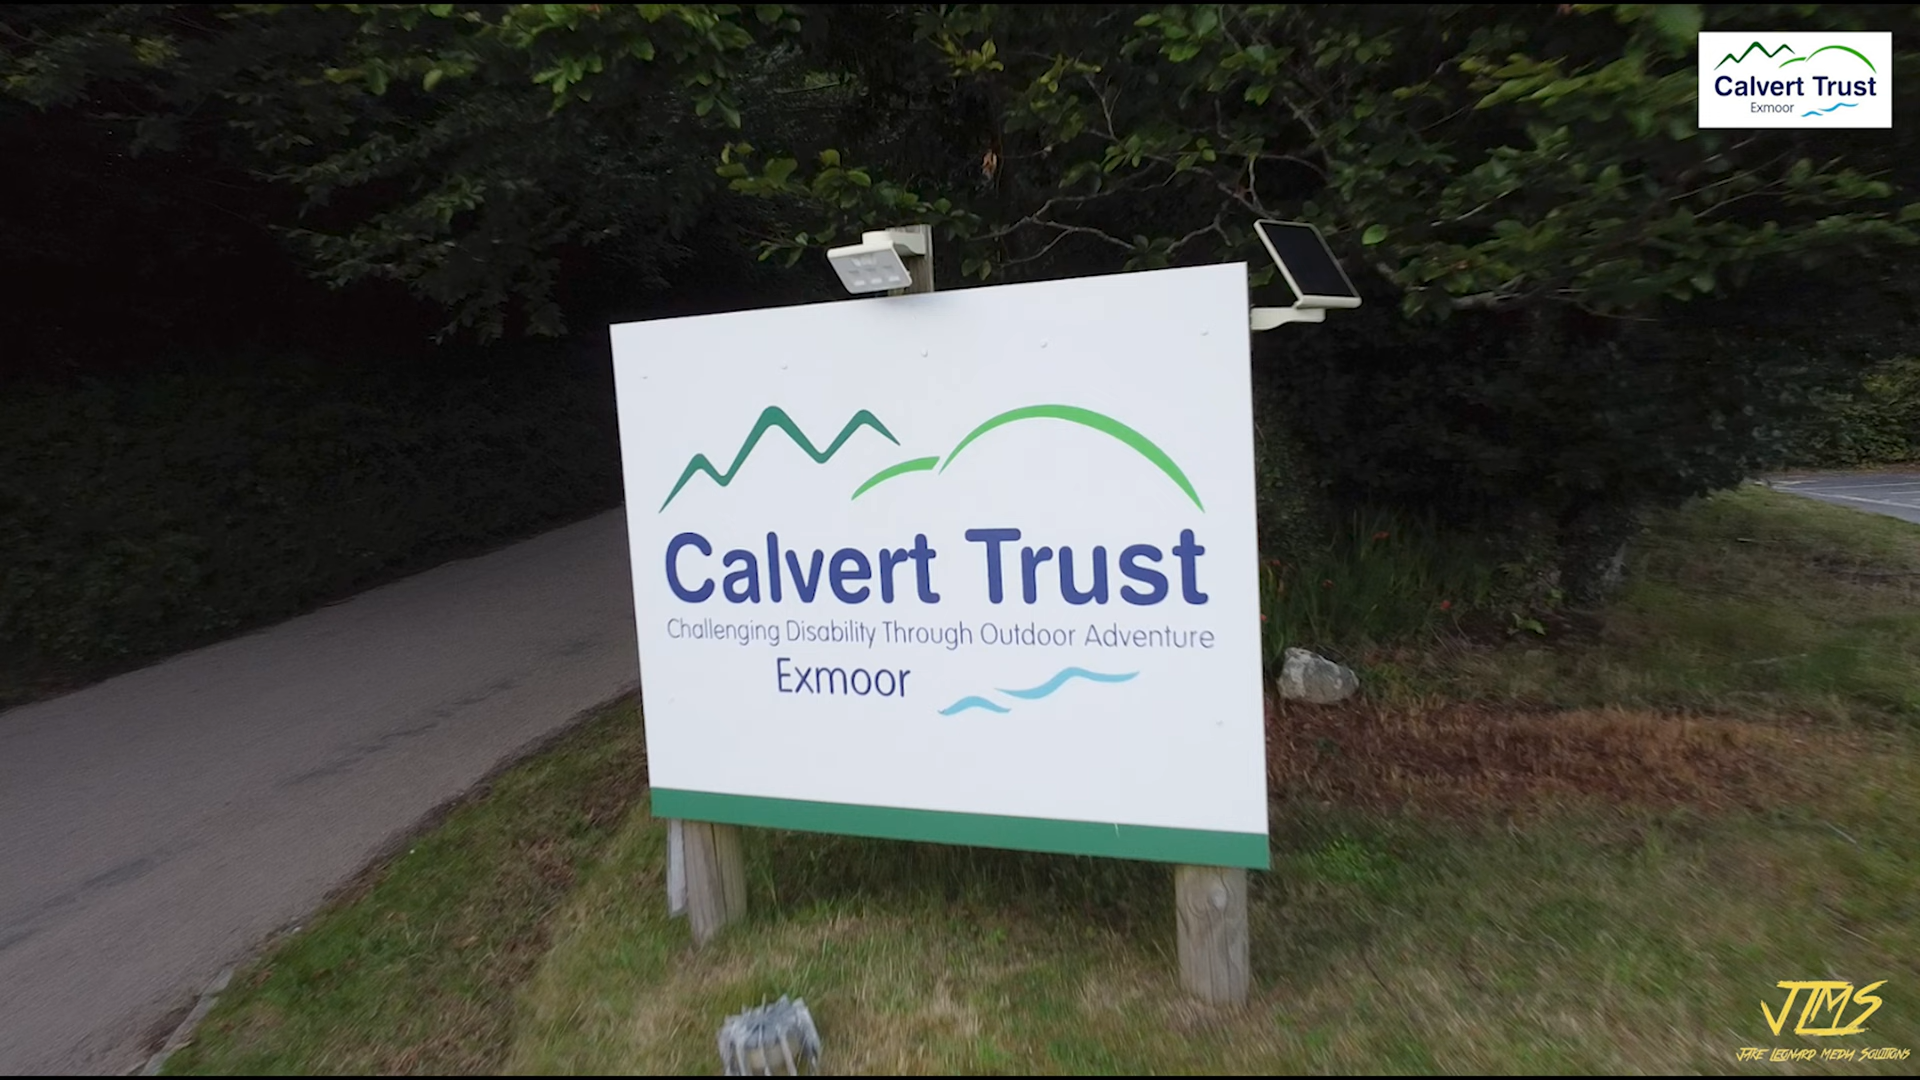 Calvert Trust
Exmoor
Calvert Trust
Challenging Disability Through Outdoor Adventure
Exmoor
JLMS
Jake Leonard Media Solutions